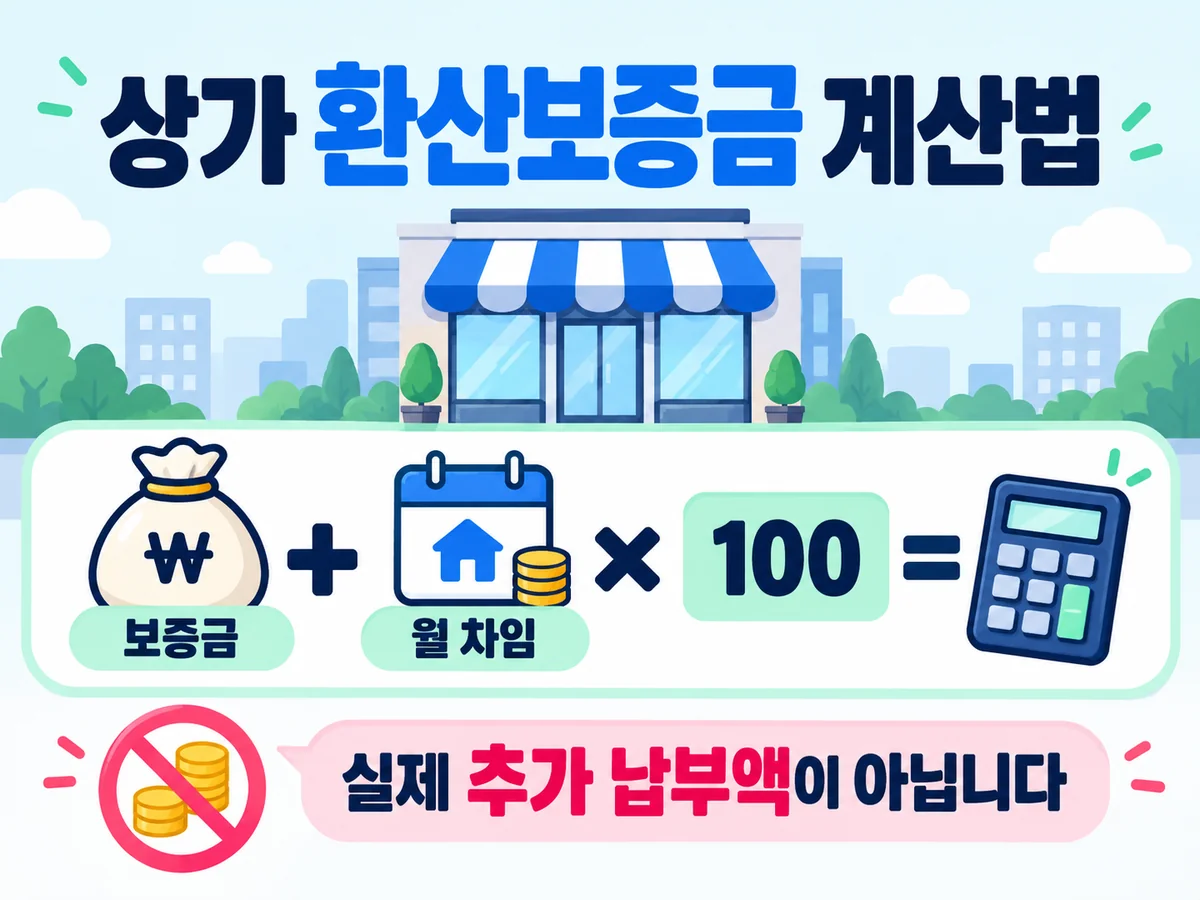 상가 환산보증금 계산법
₩ + × 100 =
보증금 월 차임
실제 추가 납부액이 아닙니다